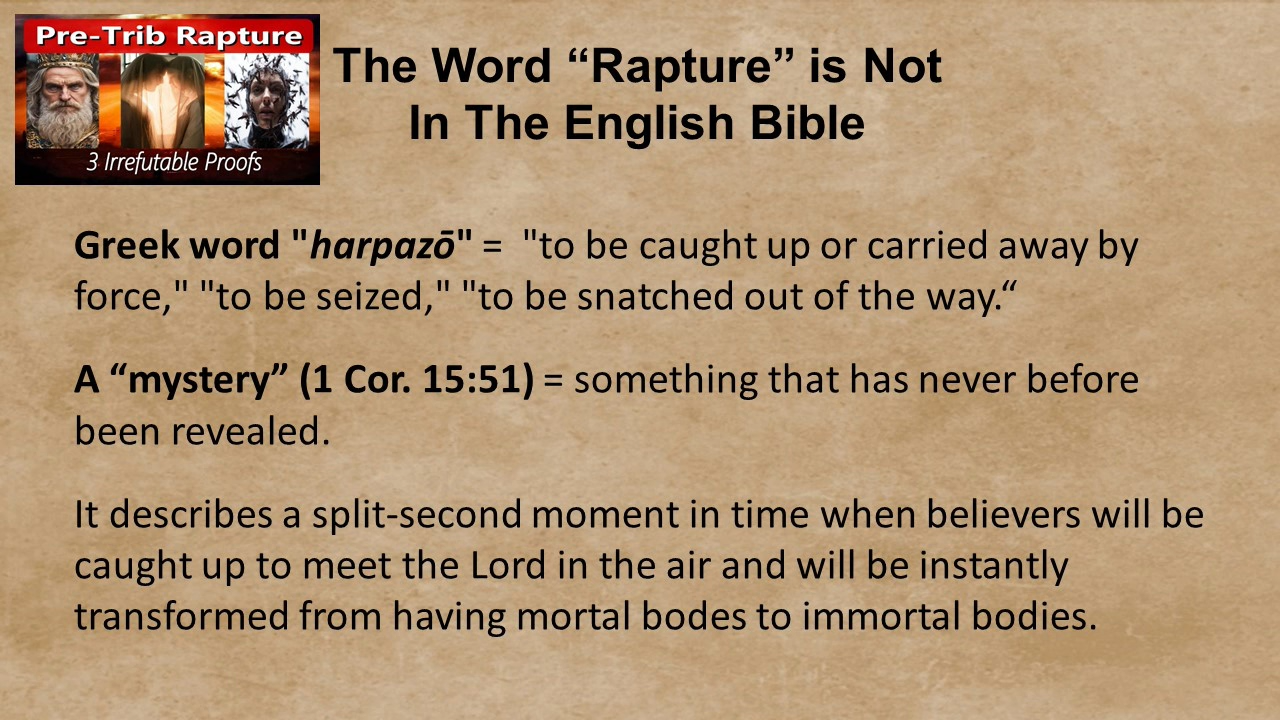 Pre-Trib Rapture
3 Irrefutable Proofs
The Word “Rapture” is Not
In The English Bible
Greek word "harpazō" =  "to be caught up or carried away by
force," "to be seized," "to be snatched out of the way.“
A “mystery” (1 Cor. 15:51) = something that has never before
been revealed.
It describes a split-second moment in time when believers will be
caught up to meet the Lord in the air and will be instantly
transformed from having mortal bodes to immortal bodies.